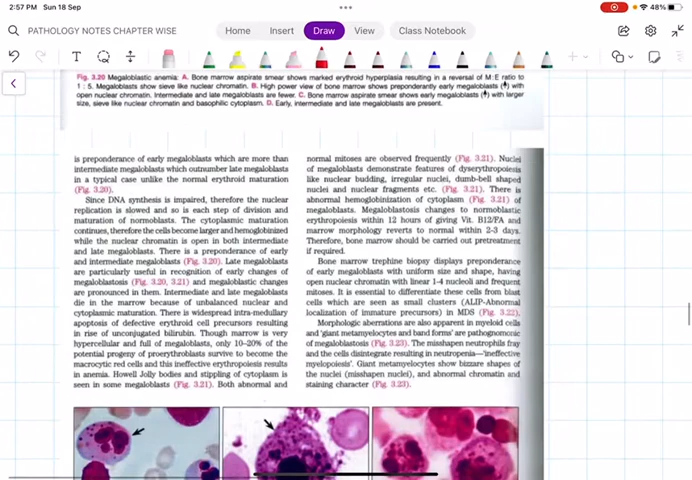 2:57 PM Sun 18 Sep
48%
PATHOLOGY NOTES CHAPTER WISE
Home Insert Draw View Class Notebook
Fig. 3.20 Megaloblastic anemia: A. Bone marrow aspirate smear shows marked erythroid hyperplasia resulting in a reversal of M:E ratio to
1 : 5. Megaloblasts show sieve like nuclear chromatin. B. High power view of bone marrow shows preponderantly early megaloblasts (↑) with
open nuclear chromatin. Intermediate and late megaloblasts are fewer. C. Bone marrow aspirate smear shows early megaloblasts (↑) with larger
size, sieve like nuclear chromatin and basophilic cytoplasm. D. Early, intermediate and late megaloblasts are present.
is preponderance of early megaloblasts which are more than
intermediate megaloblasts which outnumber late megaloblasts
in a typical case unlike the normal erythroid maturation
(Fig. 3.20).
Since DNA synthesis is impaired, therefore the nuclear
replication is slowed and so is each step of division and
maturation of normoblasts. The cytoplasmic maturation
continues, therefore the cells become larger and hemoglobinized
while the nuclear chromatin is open in both intermediate
and late megaloblasts. There is a preponderance of early
and intermediate megaloblasts (Fig. 3.20). Late megaloblasts
are particularly useful in recognition of early changes of
megaloblastosis (Fig. 3.20, 3.21) and megaloblastic changes
are pronounced in them. Intermediate and late megaloblasts
die in the marrow because of unbalanced nuclear and
cytoplasmic maturation. There is widespread intra-medullary
apoptosis of defective erythroid cell precursors resulting
in rise of unconjugated bilirubin. Though marrow is very
hypercellular and full of megaloblasts, only 10–20% of the
potential progeny of proerythroblasts survive to become the
macrocytic red cells and this ineffective erythropoiesis results
in anemia. Howell Jolly bodies and stippling of cytoplasm is
seen in some megaloblasts (Fig. 3.21). Both abnormal and
normal mitoses are observed frequently (Fig. 3.21). Nuclei
of megaloblasts demonstrate features of dyserythropoiesis
like nuclear budding, irregular nuclei, dumb-bell shaped
nuclei and nuclear fragments etc. (Fig. 3.21). There is
abnormal hemoglobinization of cytoplasm (Fig. 3.21) of
megaloblasts. Megaloblastosis changes to normoblastic
erythropoiesis within 12 hours of giving Vit. B12/FA and
marrow morphology reverts to normal within 2-3 days.
Therefore, bone marrow should be carried out pretreatment
if required.
Bone marrow trephine biopsy displays preponderance
of early megaloblasts with uniform size and shape, having
open nuclear chromatin with linear 1-4 nucleoli and frequent
mitoses. It is essential to differentiate these cells from blast
cells which are seen as small clusters (ALIP-Abnormal
localization of immature precursors) in MDS (Fig. 3.22).
Morphologic aberrations are also apparent in myeloid cells
and 'giant metamyelocytes and band forms' are pathognomonic
of megaloblastosis (Fig. 3.23). The misshapen neutrophils fray
and the cells disintegrate resulting in neutropenia—'ineffective
myelopoiesis'. Giant metamyelocytes show bizzare shapes of
the nuclei (misshapen nuclei), and abnormal chromatin and
staining character (Fig. 3.23).